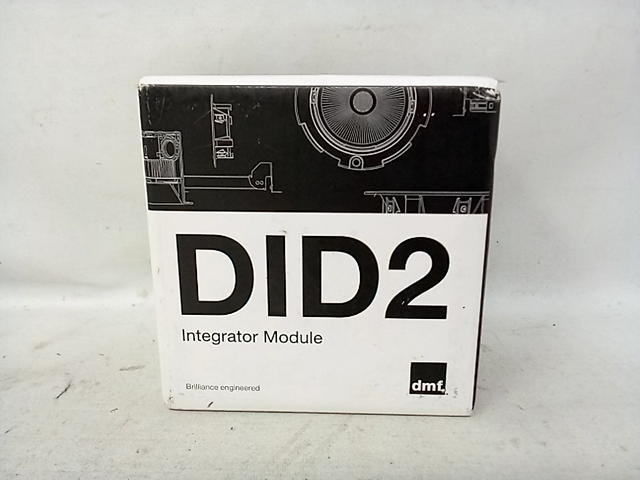 DID2
Integrator Module
Brilliance engineered
dmf